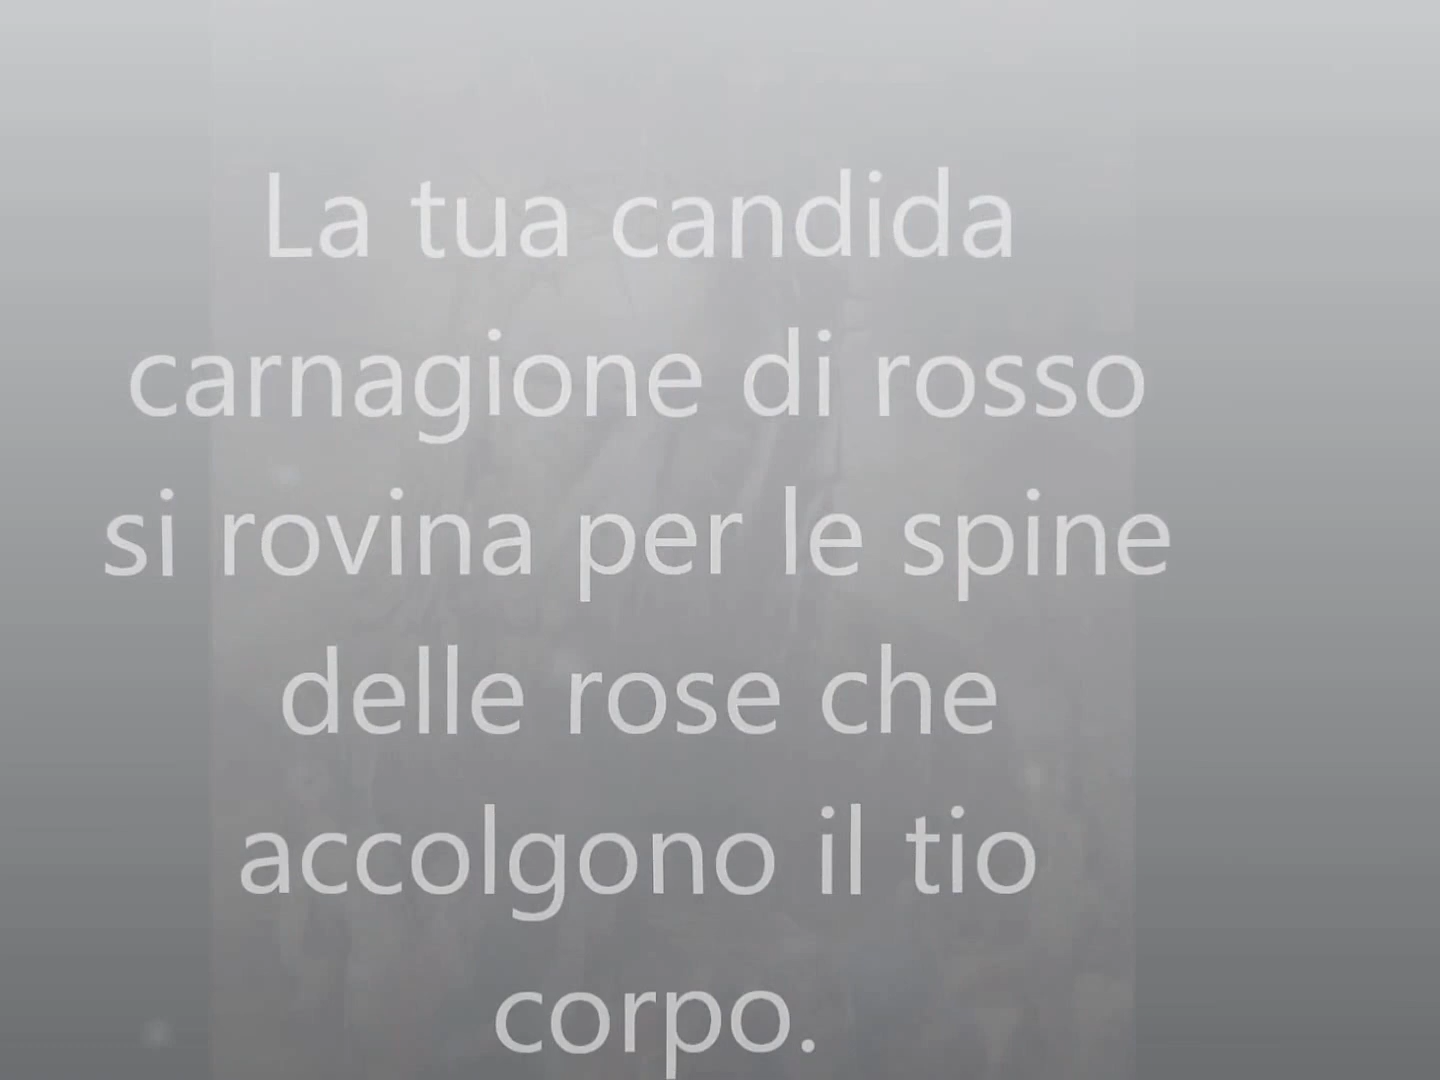 La tua candida
carnagione di rosso
si rovina per le spine
delle rose che
accolgono il tio
corpo.